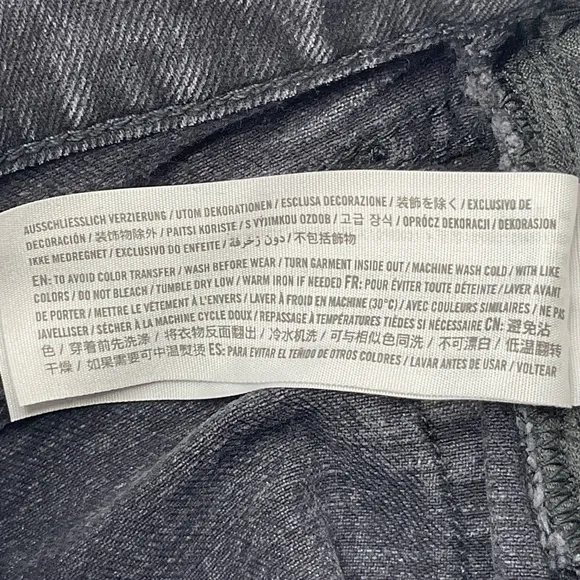 AUSSCHLIESSLICH VERZIERUNG / UTOM DEKORATIONEN / ESCLUSA DECORAZIONE / 装飾を除く / EXCLUSIVO DE
DECORACIÓN / 装饰物除外 / PAITSI KORISTE / S VÝJIMKOU OZDOB / 고급 장식 / OPRÓCZ DEKORACJI / DEKORASJON
IKKE MEDREGNET / EXCLUSIVO DO ENFEITE / دون زخرفة / 不包括飾物
EN: TO AVOID COLOR TRANSFER / WASH BEFORE WEAR / TURN GARMENT INSIDE OUT / MACHINE WASH COLD / WITH LIKE
COLORS / DO NOT BLEACH / TUMBLE DRY LOW / WARM IRON IF NEEDED FR: POUR ÉVITER TOUTE DÉTEINTE / LAVER AVANT
DE PORTER / METTRE LE VÊTEMENT À L'ENVERS / LAVER À FROID EN MACHINE (30°C) / AVEC COULEURS SIMILAIRES / NE PAS
JAVELLISER / SÉCHER À LA MACHINE CYCLE DOUX / REPASSAGE À TEMPÉRATURES TIÈDES SI NÉCESSAIRE CN: 避免沾
色 / 穿着前先洗涤 / 将衣物反面翻出 / 冷水机洗 / 可与相似色同洗 / 不可漂白 / 低温翻转
干燥 / 如果需要可中温熨烫 ES: PARA EVITAR EL TEÑIDO DE OTROS COLORES / LAVAR ANTES DE USAR / VOLTEAR